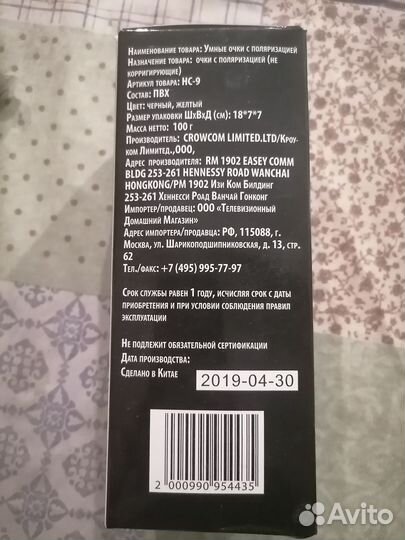 Наименование товара: Умные очки с поляризацией
Назначение товара: очки с поляризацией (не
корригирующие)
Артикул товара: НС-9
Состав: ПВХ
Цвет: черный, желтый
Размер упаковки ШхВхД (см): 18*7*7
Масса нетто: 100 г
Производитель: CROWCOM LIMITED.LTD/Кроу-
ком Лимитед.,ООО,
Адрес производителя: RM 1902 EASEY COMM
BLDG 253-261 HENNESSY ROAD WANCHAI
HONGKONG/РМ 1902 Изи Ком Билдинг
253-261 Хеннесси Роад Ванчай Гонконг
Импортер/продавец: ООО «Телевизионный
Домашний Магазин»
Адрес импортера/продавца: РФ, 115088, г.
Москва, ул. Шарикоподшипниковская, д. 13, стр.
62
Тел./факс: +7 (495) 995-77-97
Срок службы равен 1 году, исчисляя срок с даты
приобретения и при условии соблюдения правил
эксплуатации
Не подлежит обязательной сертификации
Дата производства:
Сделано в Китае
2019-04-30
2 000990 954435
Avito